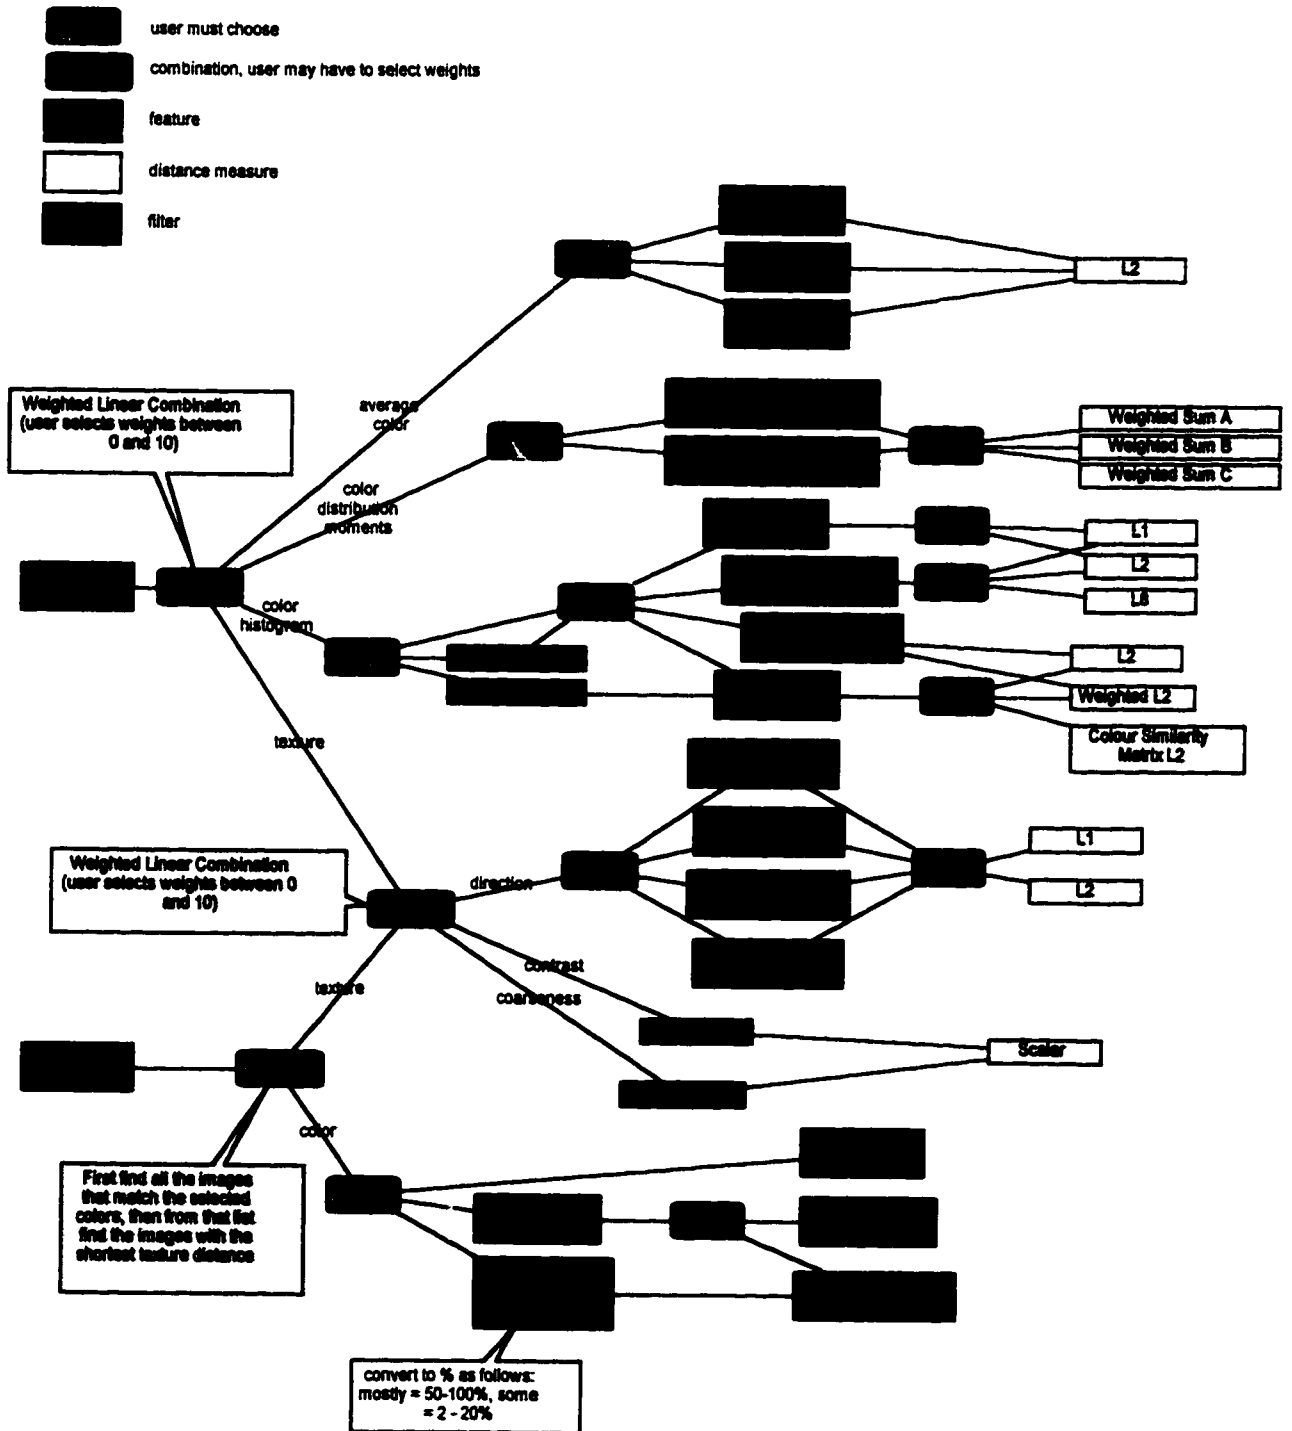 user must choose
combination, user may have to select weights
feature
distance measure
filter
L2
Weighted Linear Combination
(user selects weights between
0 and 10)
average
color
Weighted Sum A
Weighted Sum B
Weighted Sum C
color
distribution
moments
L1
L2
L8
color
histogram
L2
Weighted L2
Colour Similarity
Matrix L2
texture
L1
L2
Weighted Linear Combination
(user selects weights between 0
and 10)
direction
contrast
coarseness
texture
Scalar
color
First find all the images
that match the selected
colors, then from that list
find the images with the
shortest texture distance
convert to % as follows:
mostly = 50-100%, some
= 2 - 20%